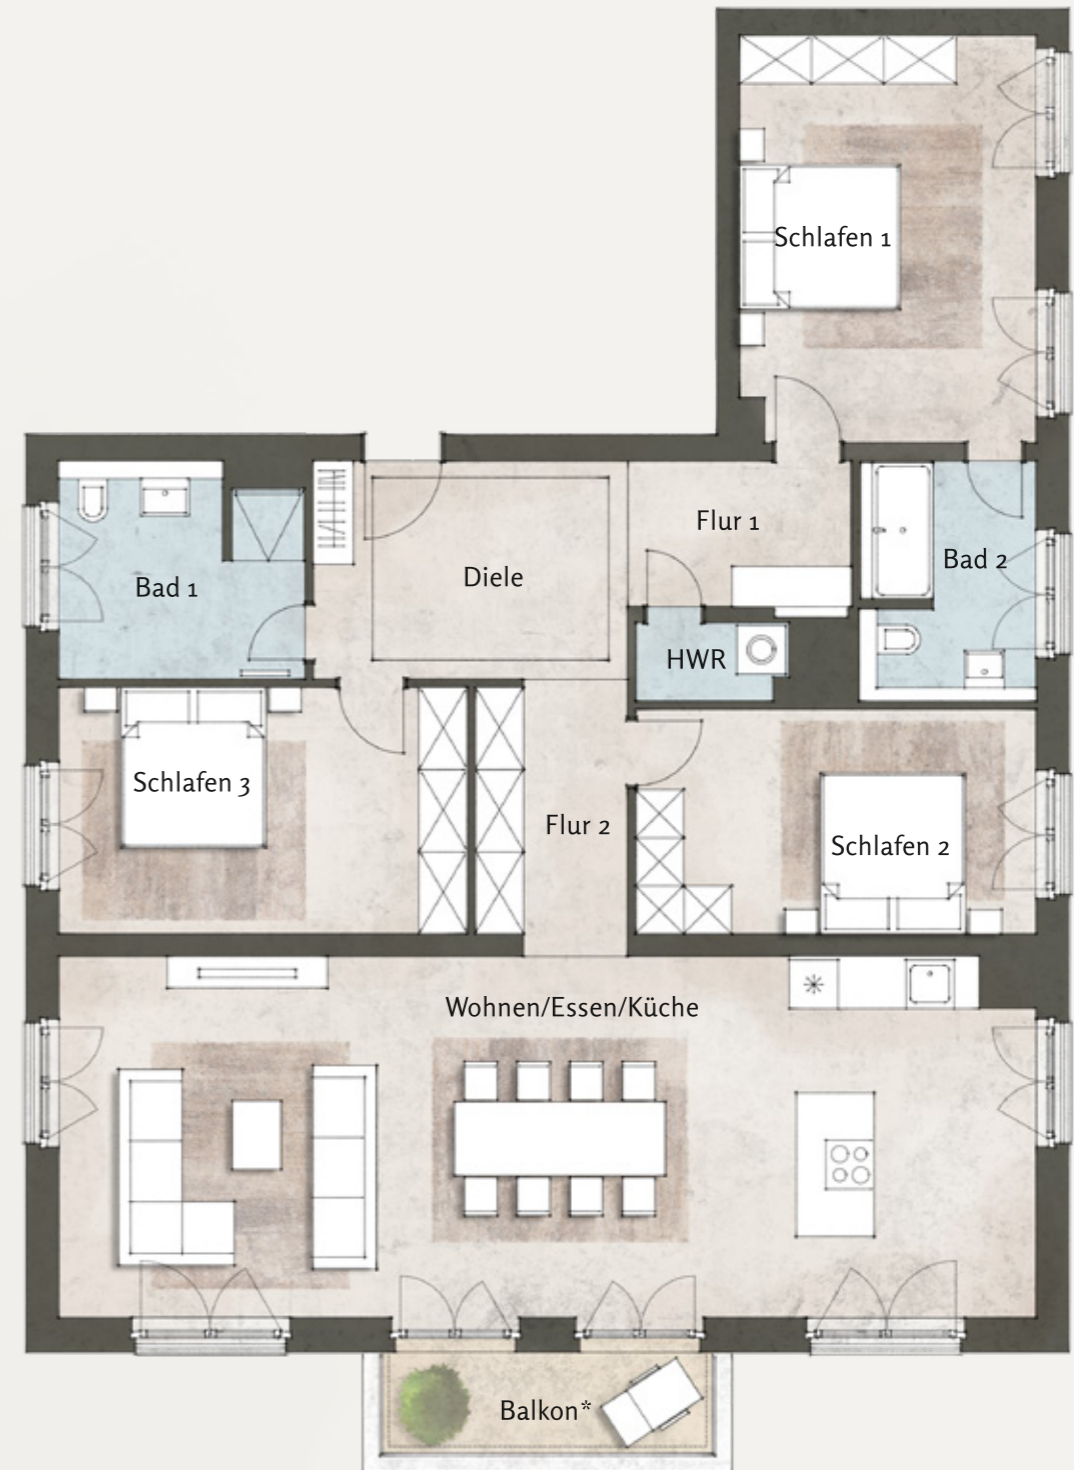 Schlafen 1
Flur 1
Bad 2
Diele
Bad 1
HWR
Schlafen 3
Flur 2
Schlafen 2
Wohnen/Essen/Küche
Balkon*